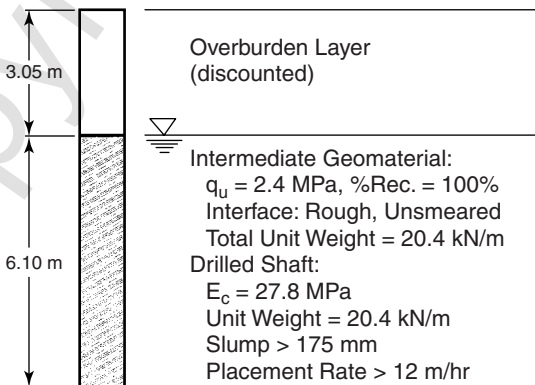 3.05 m
Overburden Layer
(discounted)
6.10 m
Intermediate Geomaterial:
qu = 2.4 MPa, %Rec. = 100%
Interface: Rough, Unsmeared
Total Unit Weight = 20.4 kN/m
Drilled Shaft:
Ec = 27.8 MPa
Unit Weight = 20.4 kN/m
Slump > 175 mm
Placement Rate > 12 m/hr